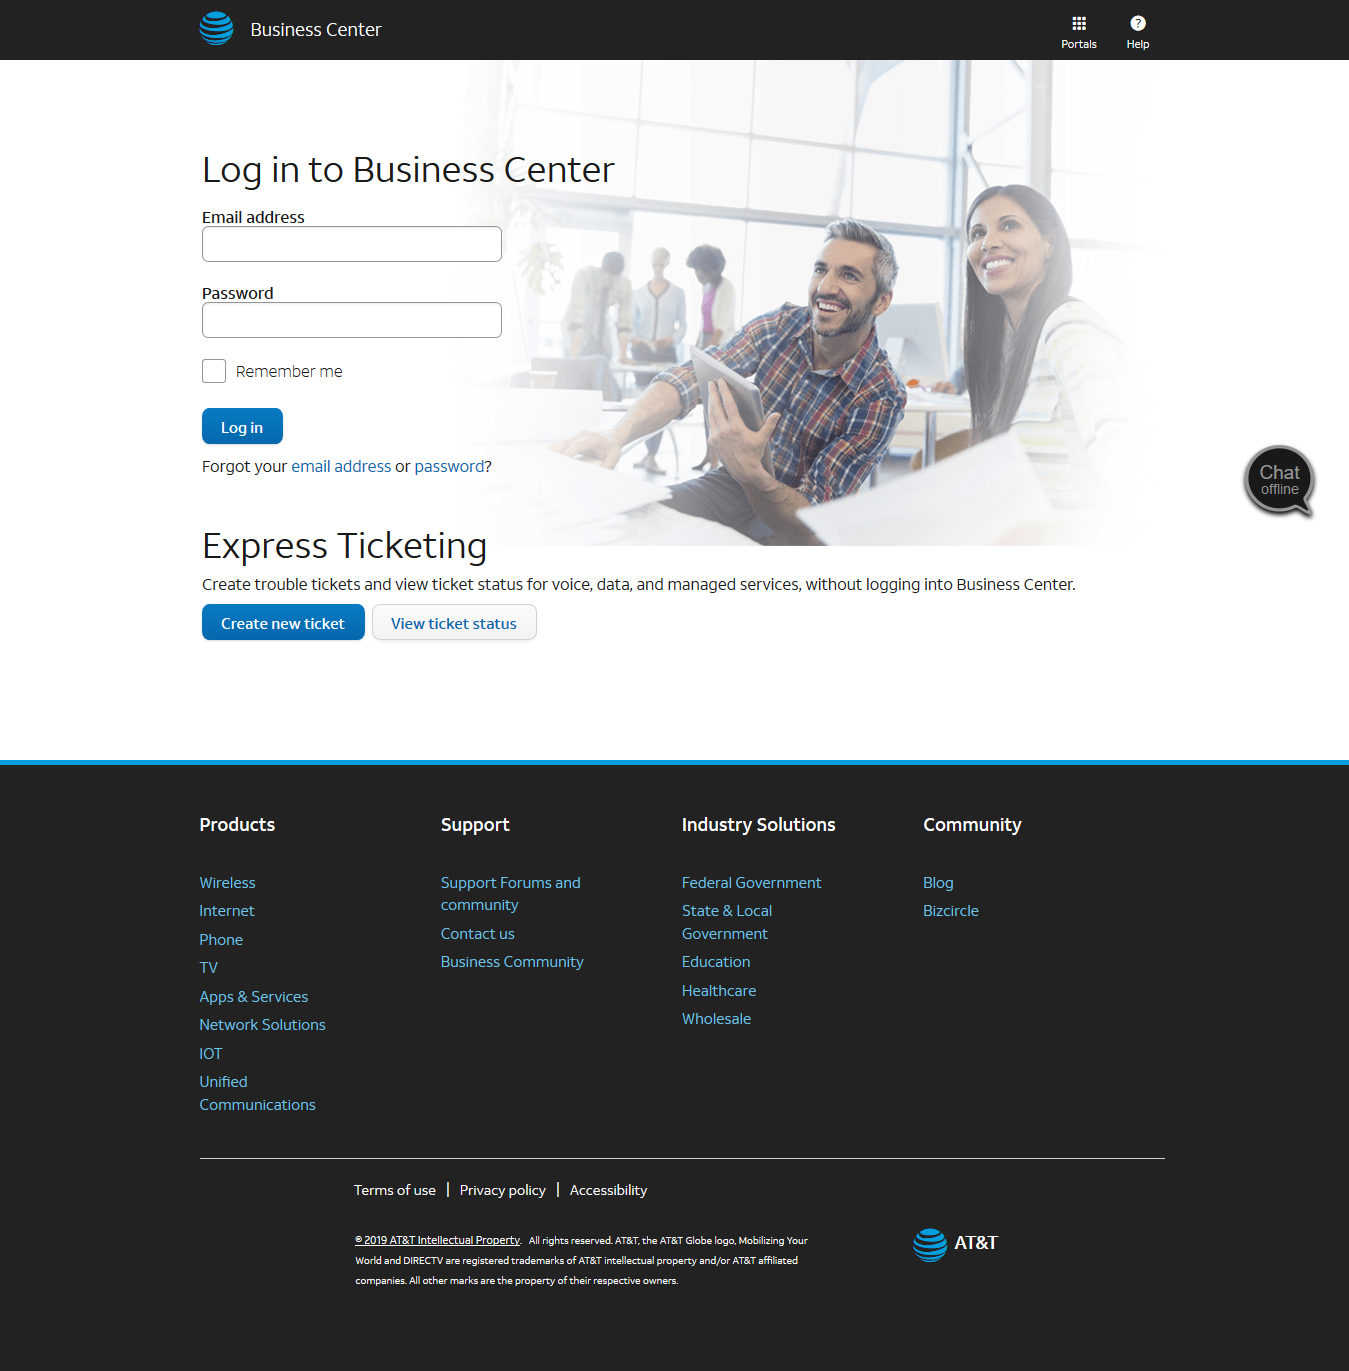 Business Center
Portals
Help
Log in to Business Center
Email address
Password
Remember me
Log in
Forgot your email address or password?
Chat
offline
Express Ticketing
Create trouble tickets and view ticket status for voice, data, and managed services, without logging into Business Center.
Create new ticket
View ticket status
Products
Wireless
Internet
Phone
TV
Apps & Services
Network Solutions
IOT
Unified
Communications
Support
Support Forums and
community
Contact us
Business Community
Industry Solutions
Federal Government
State & Local
Government
Education
Healthcare
Wholesale
Community
Blog
Bizcircle
Terms of use | Privacy policy | Accessibility
© 2019 AT&T Intellectual Property. All rights reserved. AT&T, the AT&T Globe logo, Mobilizing Your
World and DIRECTV are registered trademarks of AT&T intellectual property and/or AT&T affiliated
companies. All other marks are the property of their respective owners.
AT&T